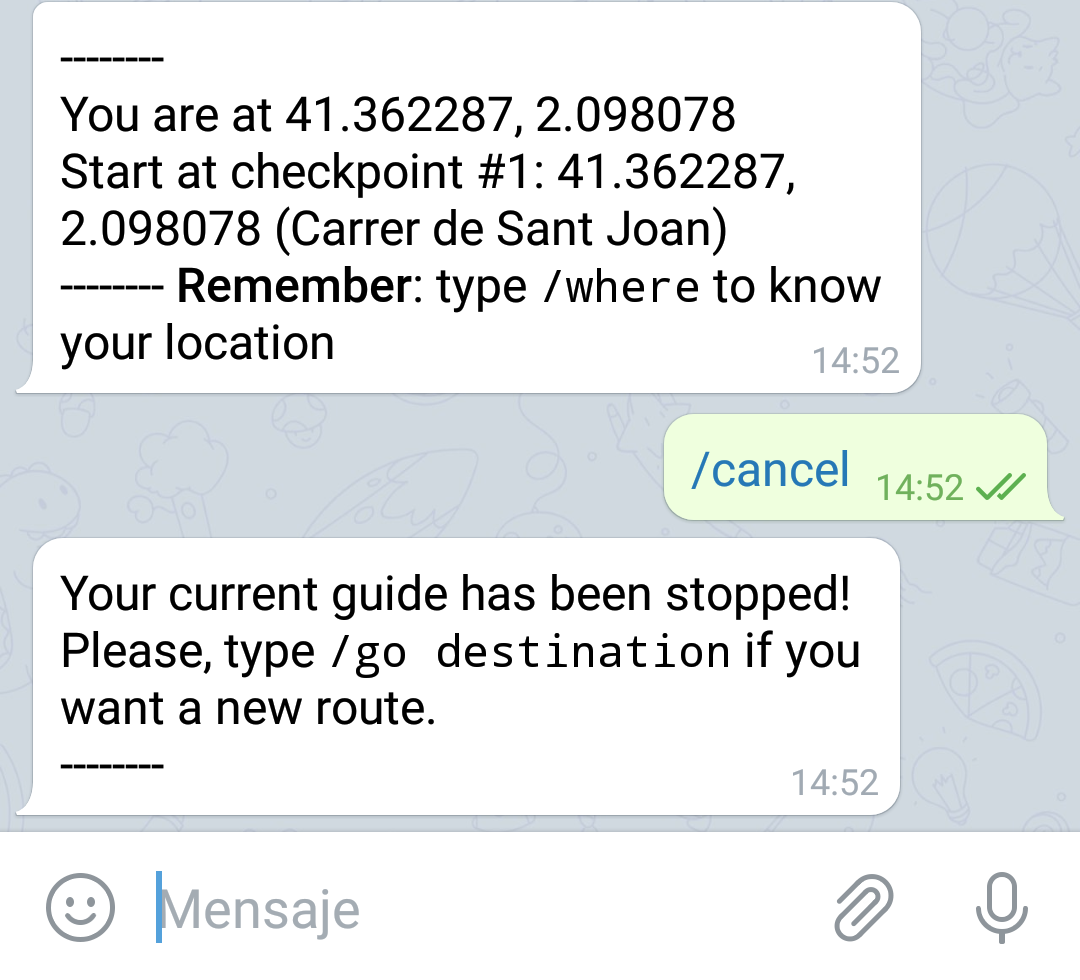 --------
You are at 41.362287, 2.098078
Start at checkpoint #1: 41.362287,
2.098078 (Carrer de Sant Joan)
-------- Remember: type /where to know
your location
14:52
/cancel 14:52
Your current guide has been stopped!
Please, type /go destination if you
want a new route.
--------
14:52
Mensaje